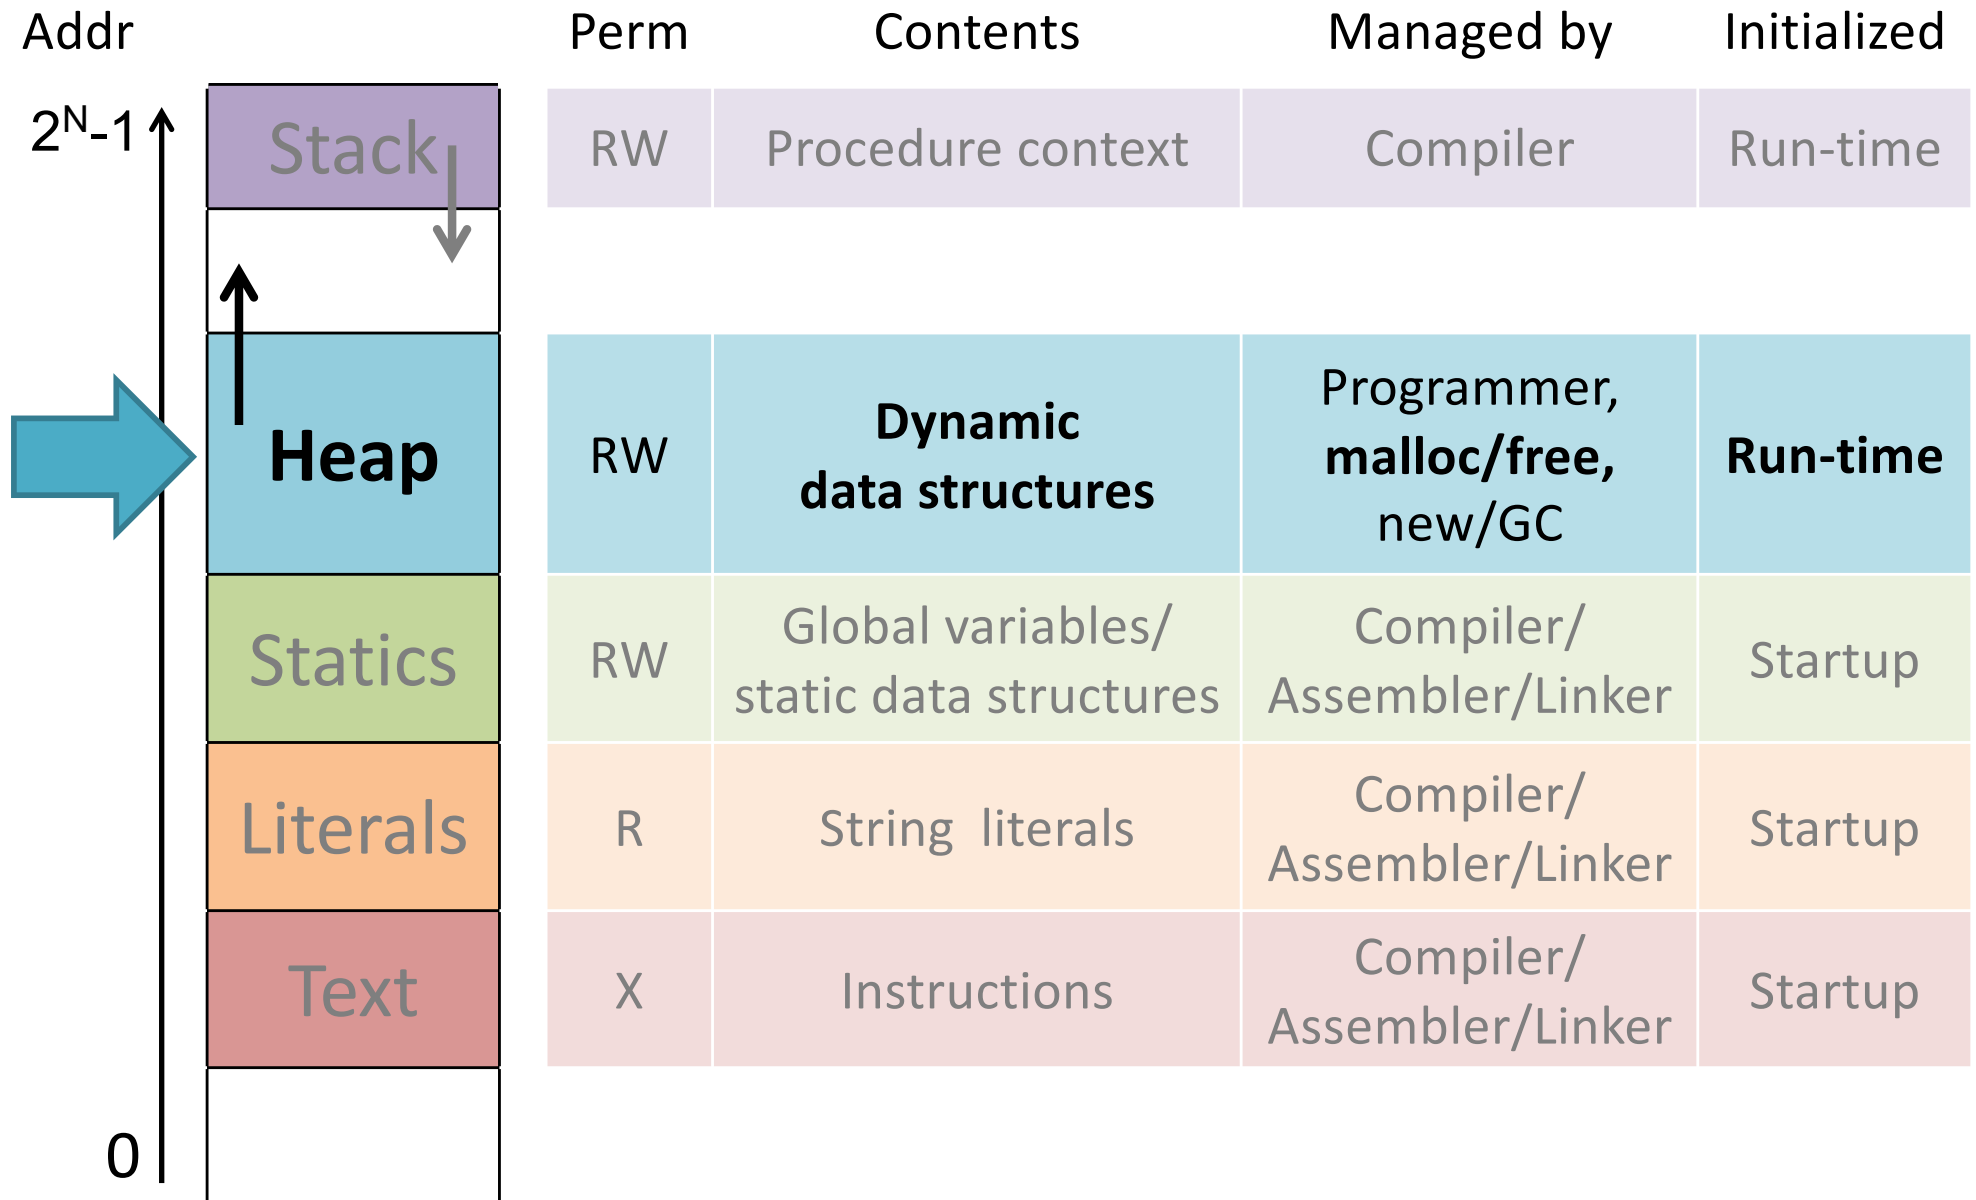 Addr Perm Contents Managed by Initialized
2ᴺ-1
Stack RW Procedure context Compiler Run-time
Heap RW Dynamic
data structures Programmer,
malloc/free,
new/GC Run-time
Statics RW Global variables/
static data structures Compiler/
Assembler/Linker Startup
Literals R String literals Compiler/
Assembler/Linker Startup
Text X Instructions Compiler/
Assembler/Linker Startup
0